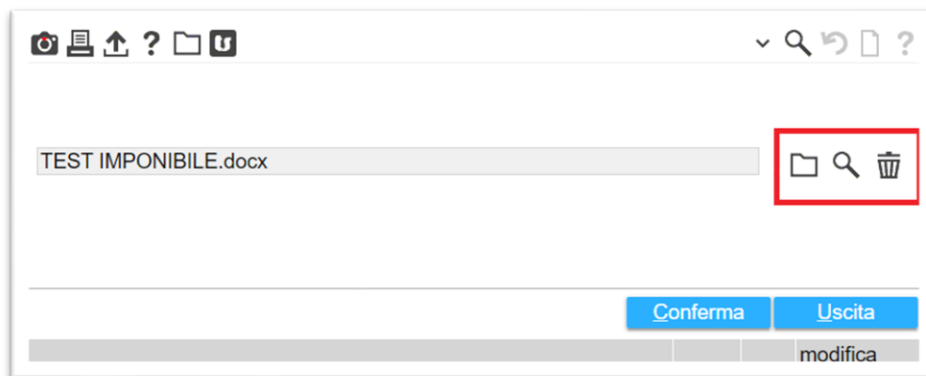 ? ?
TEST IMPONIBILE.docx
Conferma Uscita
modifica